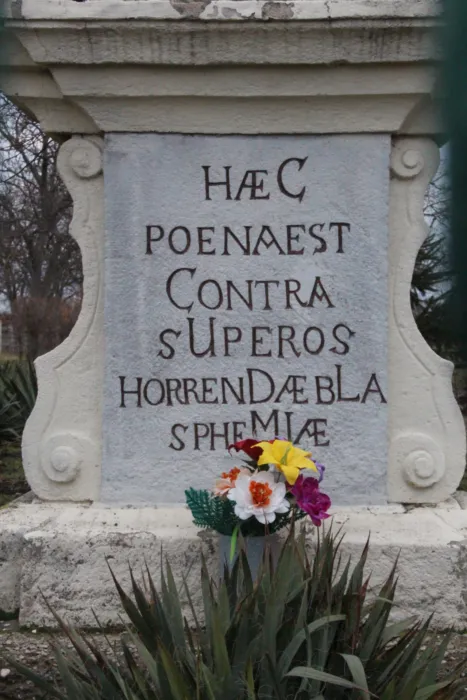 HÆC
POENAEST
CONTRA
SUPEROS
HORRENDÆBLA
SPHEMIÆ